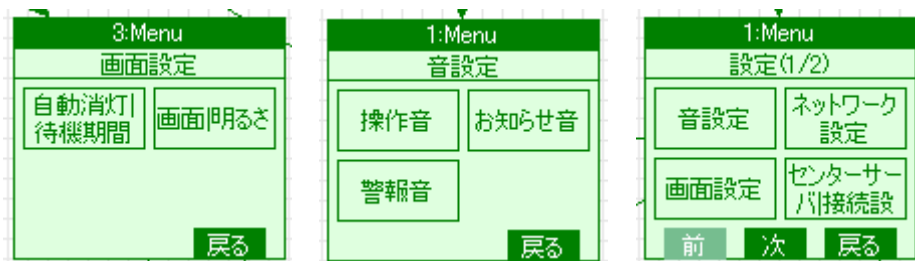 3:Menu
画面設定
自動消灯|
待機期間
画面|明るさ
戻る
1:Menu
音設定
操作音
お知らせ音
警報音
戻る
1:Menu
設定(1/2)
音設定
ネットワーク
設定
画面設定
センターサー
バ|接続設
前
次
戻る